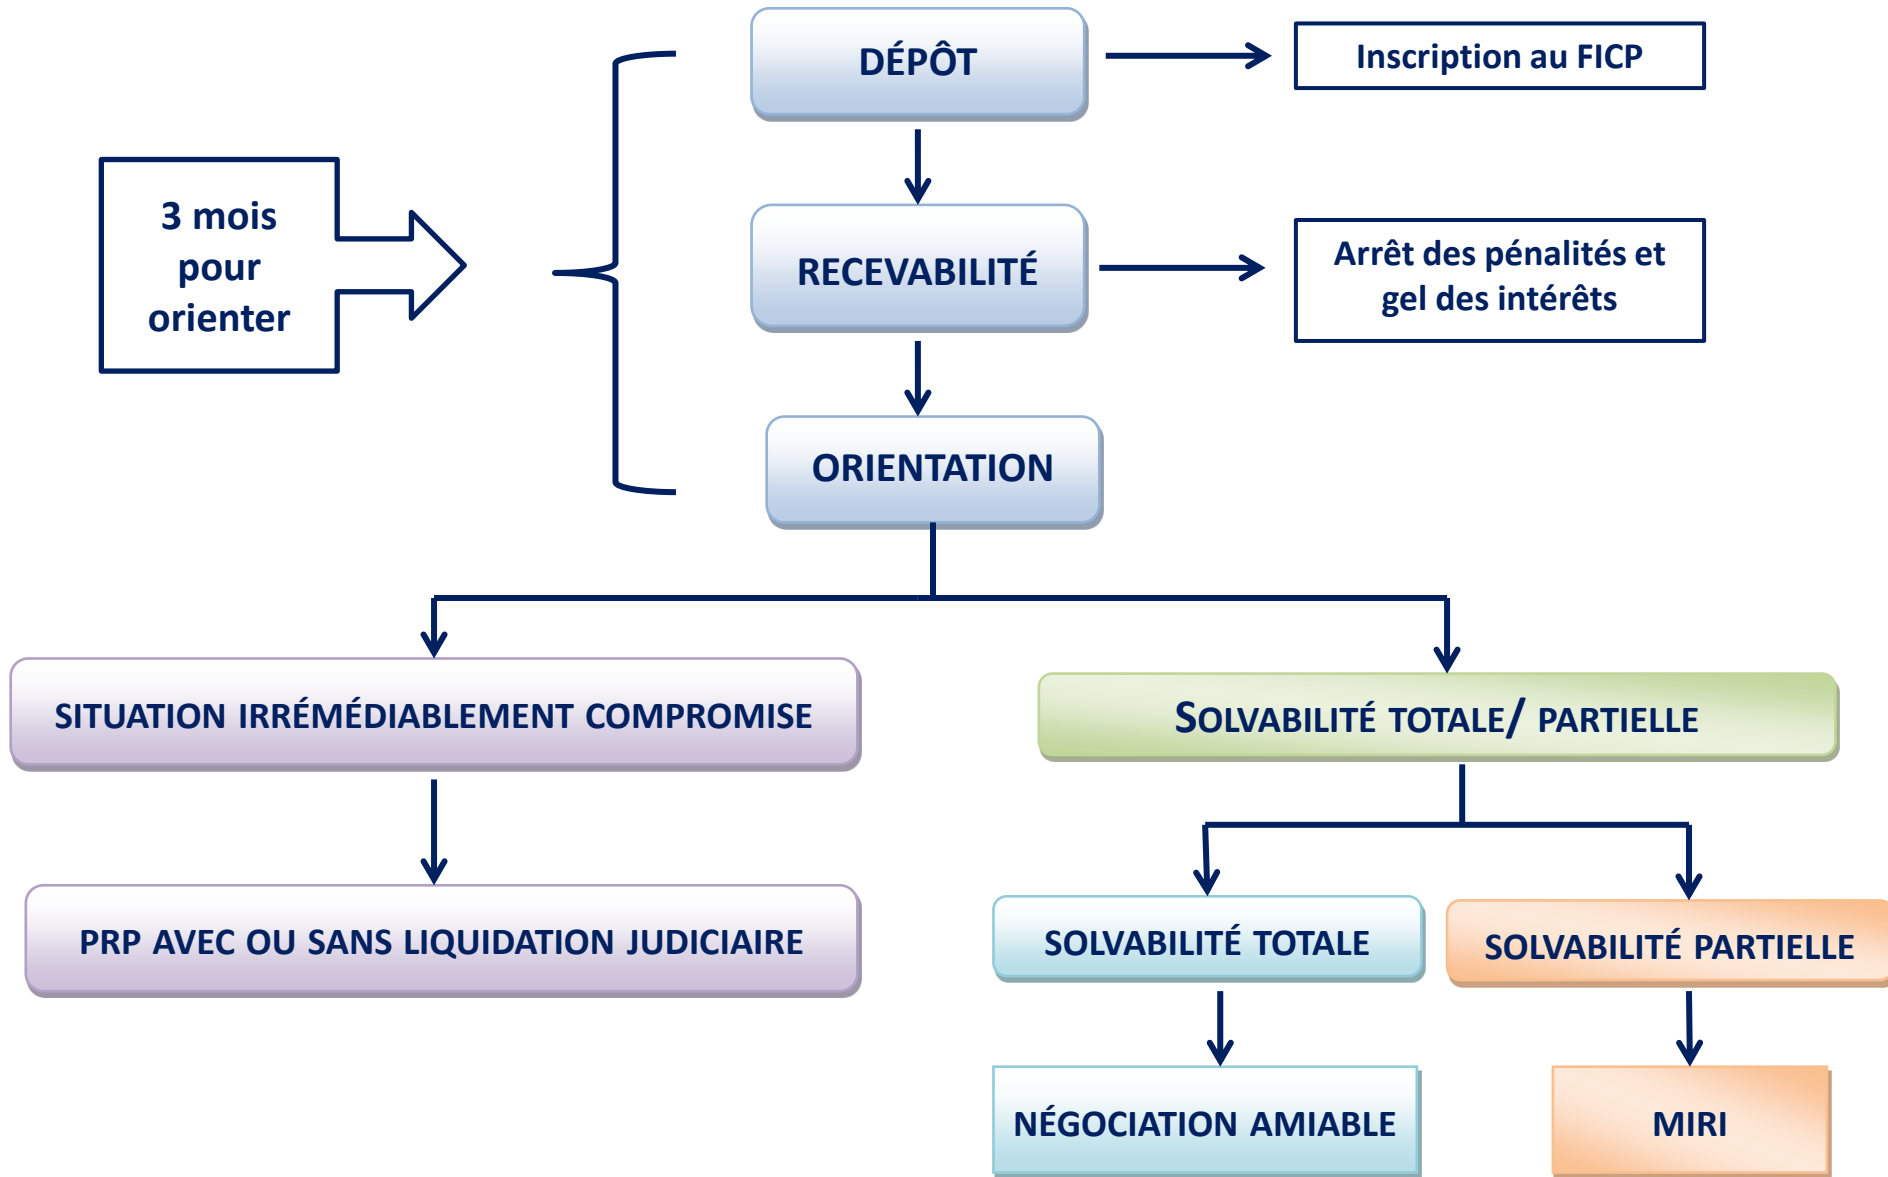 DÉPÔT
Inscription au FICP
3 mois
pour
orienter
RECEVABILITÉ
Arrêt des pénalités et
gel des intérêts
ORIENTATION
SITUATION IRRÉMÉDIABLEMENT COMPROMISE
SOLVABILITÉ TOTALE/ PARTIELLE
PRP AVEC OU SANS LIQUIDATION JUDICIAIRE
SOLVABILITÉ TOTALE
SOLVABILITÉ PARTIELLE
NÉGOCIATION AMIABLE
MIRI